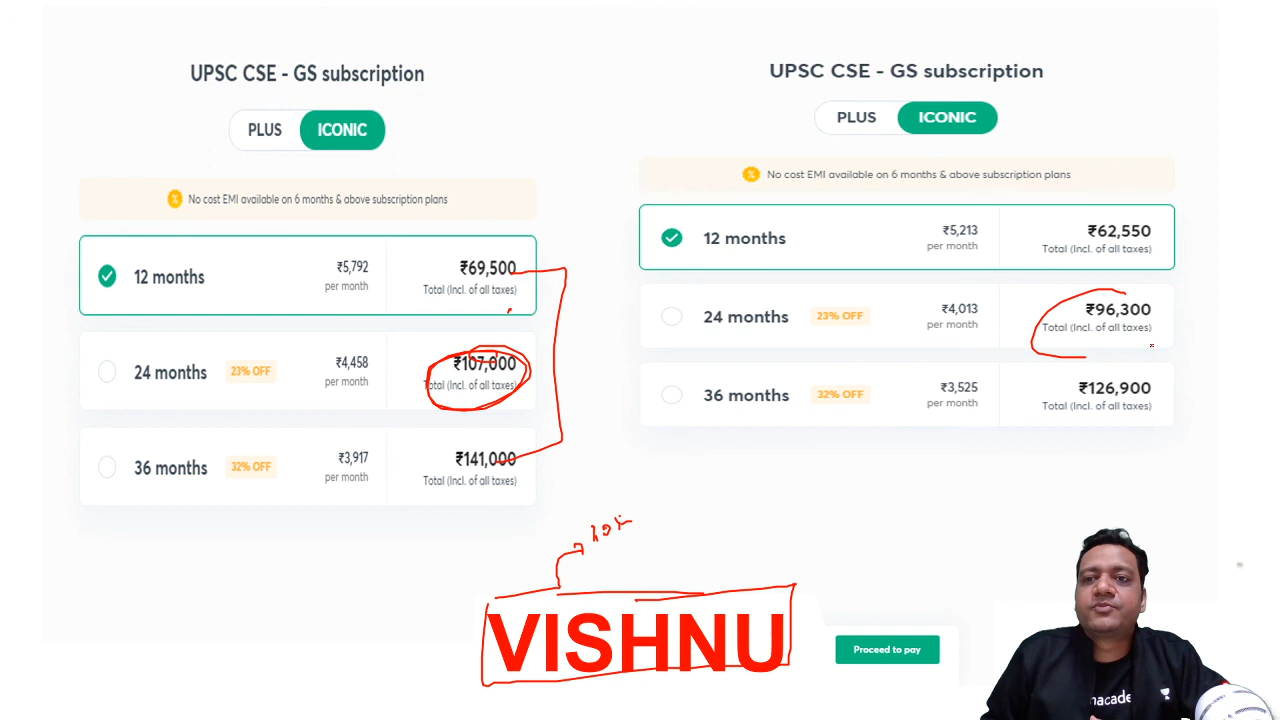 UPSC CSE - GS subscription
PLUS ICONIC
No cost EMI available on 6 months & above subscription plans
12 months ₹5,792 per month ₹69,500 Total (Incl. of all taxes)
24 months 23% OFF ₹4,458 per month ₹107,000 Total (Incl. of all taxes)
36 months 32% OFF ₹3,917 per month ₹141,000 Total (Incl. of all taxes)
UPSC CSE - GS subscription
PLUS ICONIC
No cost EMI available on 6 months & above subscription plans
12 months ₹5,213 per month ₹62,550 Total (Incl. of all taxes)
24 months 23% OFF ₹4,013 per month ₹96,300 Total (Incl. of all taxes)
36 months 32% OFF ₹3,525 per month ₹126,900 Total (Incl. of all taxes)
VISHNU
Proceed to pay
nacade